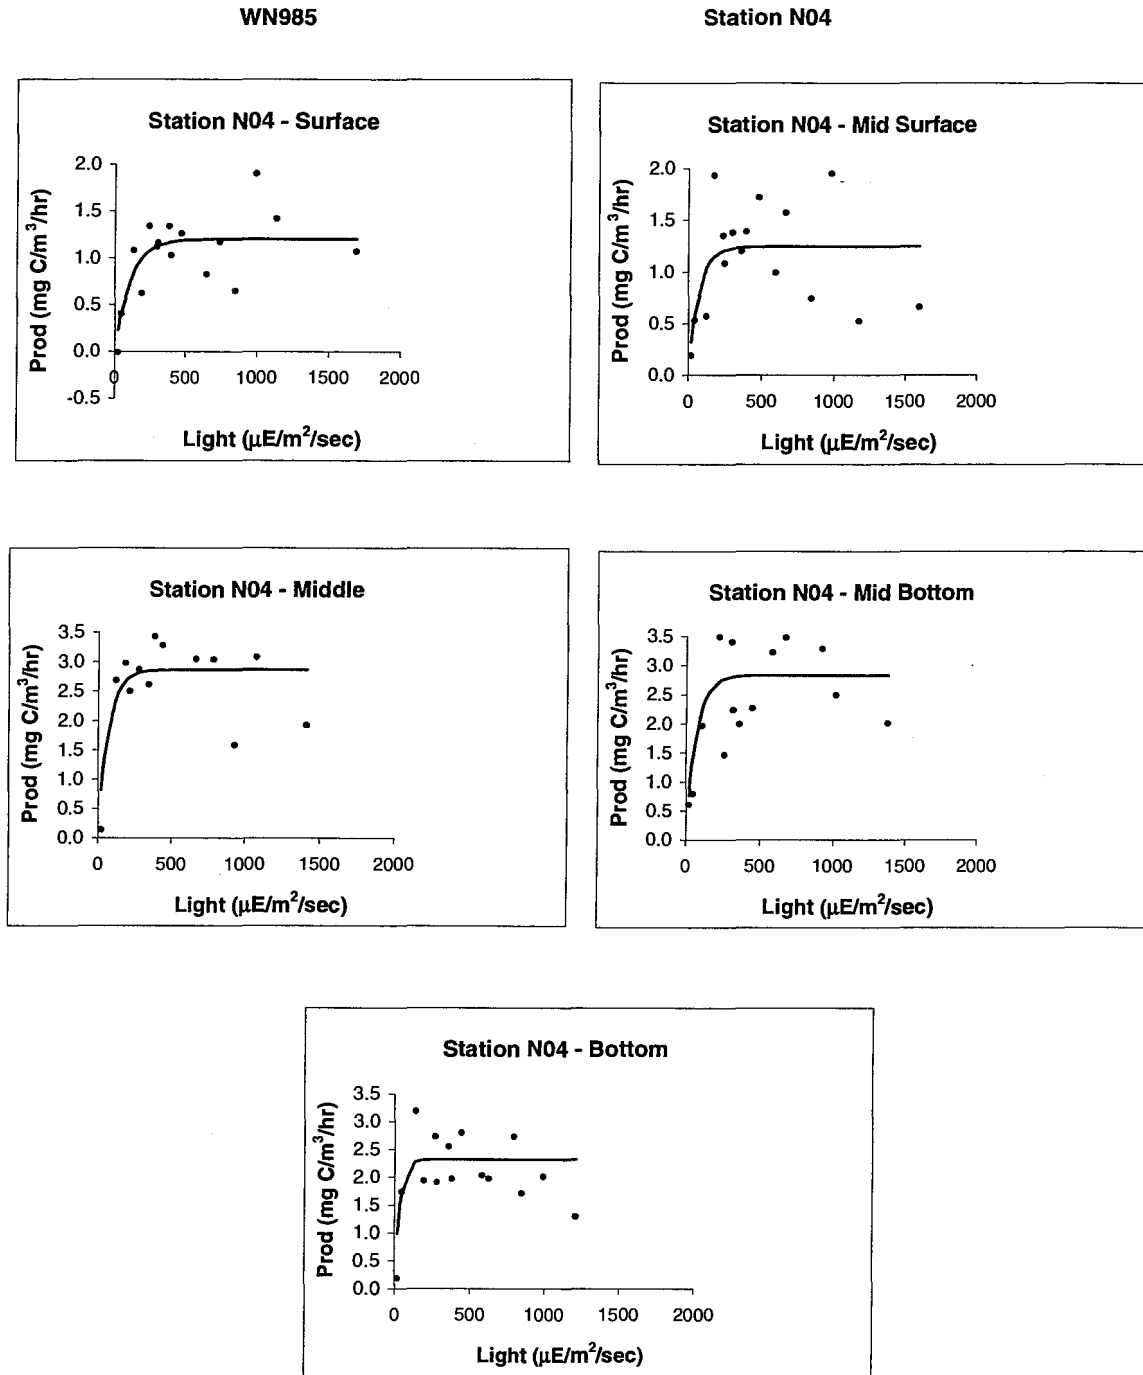 WN985
Station N04
Station N04 - Surface
Prod (mg C/m³/hr)
2.0
1.5
1.0
0.5
0.0
-0.5
0 500 1000 1500 2000
Light (µE/m²/sec)
Station N04 - Mid Surface
Prod (mg C/m³/hr)
2.0
1.5
1.0
0.5
0.0
0 500 1000 1500 2000
Light (µE/m²/sec)
Station N04 - Middle
Prod (mg C/m³/hr)
3.5
3.0
2.5
2.0
1.5
1.0
0.5
0.0
0 500 1000 1500 2000
Light (µE/m²/sec)
Station N04 - Mid Bottom
Prod (mg C/m³/hr)
3.5
3.0
2.5
2.0
1.5
1.0
0.5
0.0
0 500 1000 1500 2000
Light (µE/m²/sec)
Station N04 - Bottom
Prod (mg C/m³/hr)
3.5
3.0
2.5
2.0
1.5
1.0
0.5
0.0
0 500 1000 1500 2000
Light (µE/m²/sec)